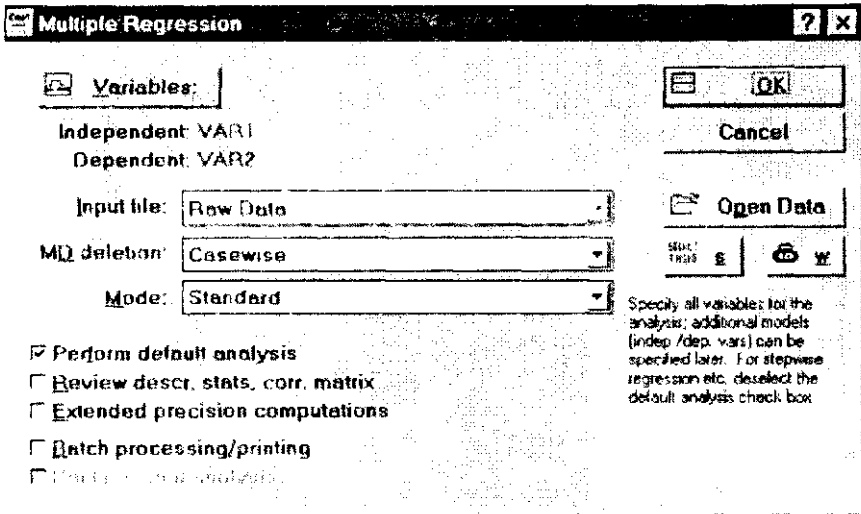 Multiple Regression
? X
Variables:
OK
Independent: VAR1
Cancel
Dependent: VAR2
Input file: Raw Data
Open Data
MD deletion: Casewise
S W
Mode: Standard
Specify all variables for the
analysis; additional models
(indep./dep. vars) can be
specified later. For stepwise
regression etc. deselect the
default analysis check box
Perform default analysis
Review descr. stats, corr. matrix
Extended precision computations
Batch processing/printing
analysis